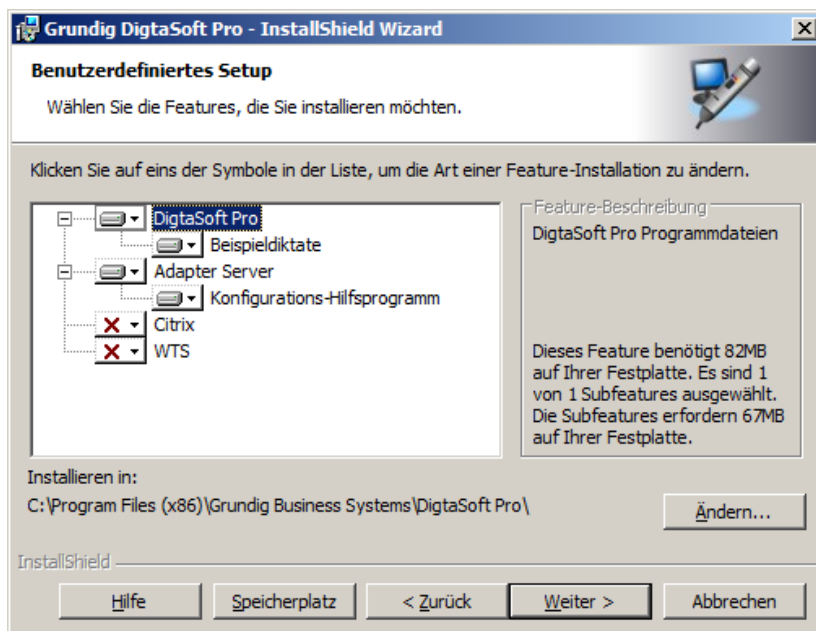 Grundig DigtaSoft Pro - InstallShield Wizard
Benutzerdefiniertes Setup
Wählen Sie die Features, die Sie installieren möchten.
Klicken Sie auf eins der Symbole in der Liste, um die Art einer Feature-Installation zu ändern.
DigtaSoft Pro
Beispieldiktate
Adapter Server
Konfigurations-Hilfsprogramm
Citrix
WTS
Feature-Beschreibung
DigtaSoft Pro Programmdateien
Dieses Feature benötigt 82MB
auf Ihrer Festplatte. Es sind 1
von 1 Subfeatures ausgewählt.
Die Subfeatures erfordern 67MB
auf Ihrer Festplatte.
Installieren in:
C:\Program Files (x86)\Grundig Business Systems\DigtaSoft Pro\
Ändern...
InstallShield
Hilfe
Speicherplatz
< Zurück
Weiter >
Abbrechen